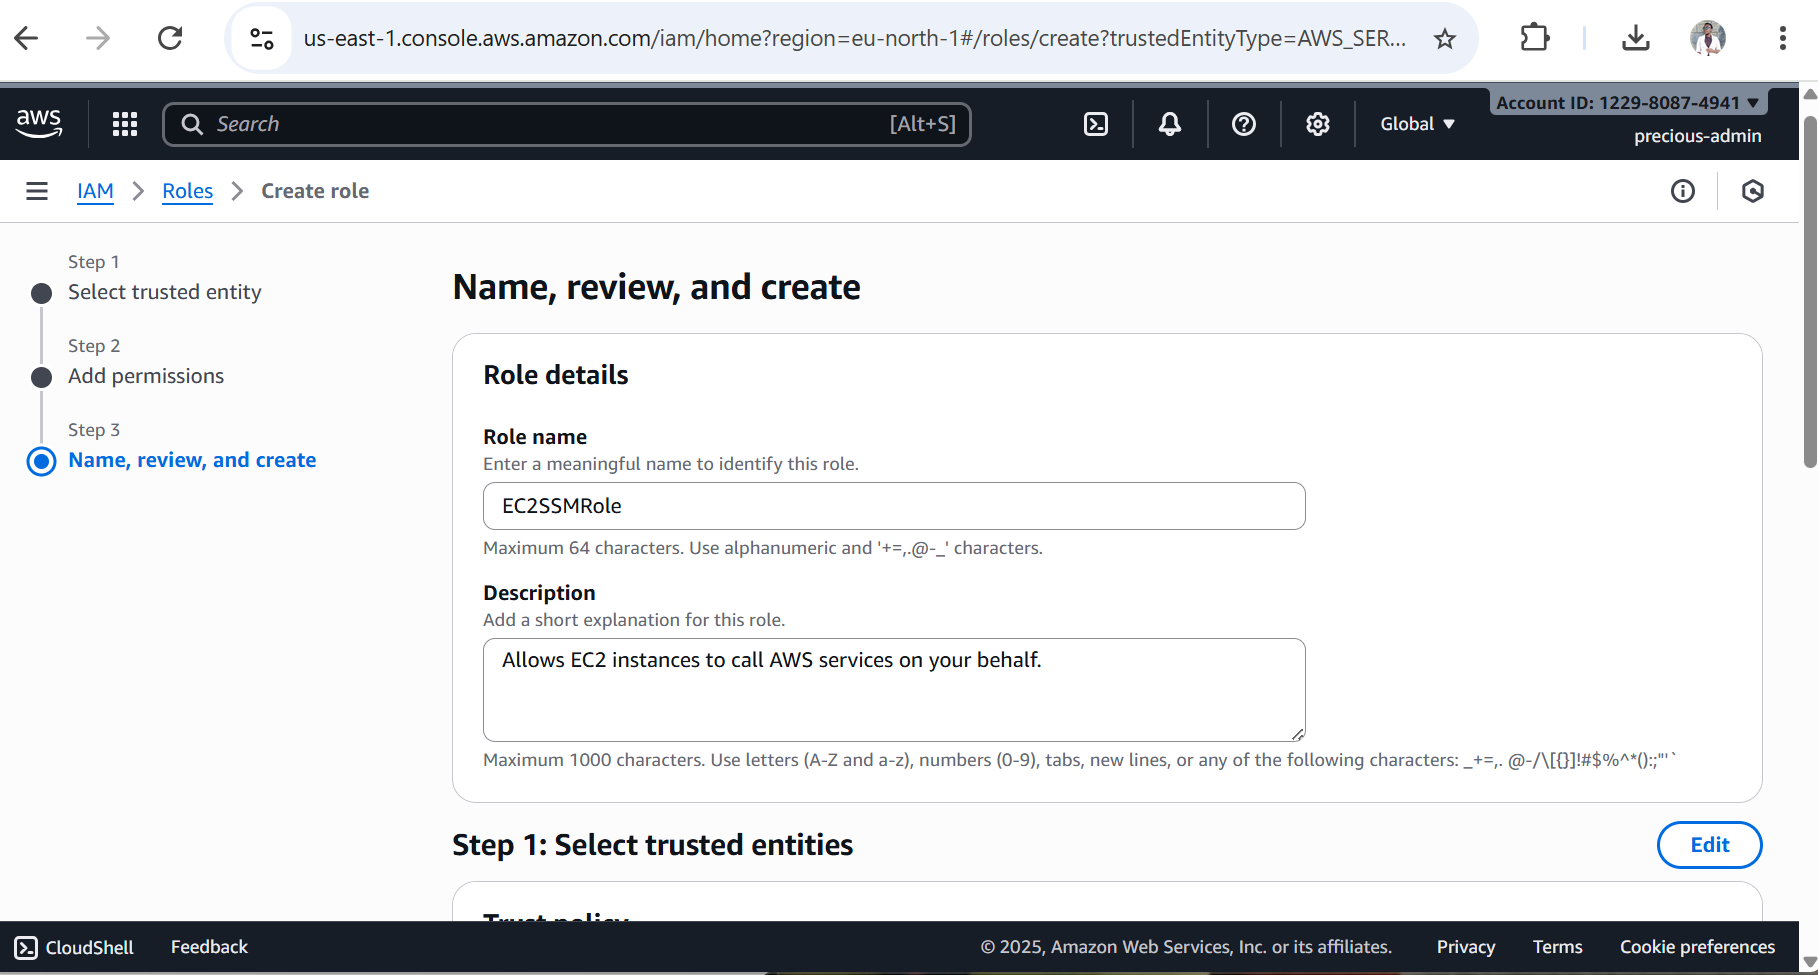 us-east-1.console.aws.amazon.com/iam/home?region=eu-north-1#/roles/create?trustedEntityType=AWS_SER...
aws
Search
[Alt+S]
Global
Account ID: 1229-8087-4941
precious-admin
IAM
Roles
Create role
Step 1
Select trusted entity
Step 2
Add permissions
Step 3
Name, review, and create
Name, review, and create
Role details
Role name
Enter a meaningful name to identify this role.
EC2SSMRole
Maximum 64 characters. Use alphanumeric and '+=,.@-_' characters.
Description
Add a short explanation for this role.
Allows EC2 instances to call AWS services on your behalf.
Maximum 1000 characters. Use letters (A-Z and a-z), numbers (0-9), tabs, new lines, or any of the following characters: _+=,. @-/\[{}]!#$%^*();:"'`
Step 1: Select trusted entities
Edit
Trust policy
CloudShell
Feedback
© 2025, Amazon Web Services, Inc. or its affiliates.
Privacy
Terms
Cookie preferences